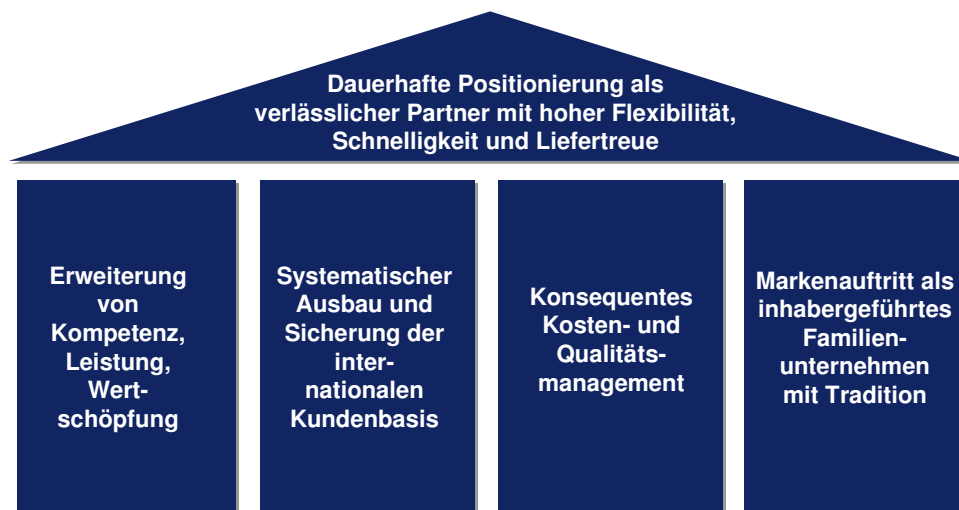 Dauerhafte Positionierung als
verlässlicher Partner mit hoher Flexibilität,
Schnelligkeit und Liefertreue
Erweiterung
von
Kompetenz,
Leistung,
Wert-
schöpfung
Systematischer
Ausbau und
Sicherung der
inter-
nationalen
Kundenbasis
Konsequentes
Kosten- und
Qualitäts-
management
Markenauftritt als
inhabergeführtes
Familien-
unternehmen
mit Tradition